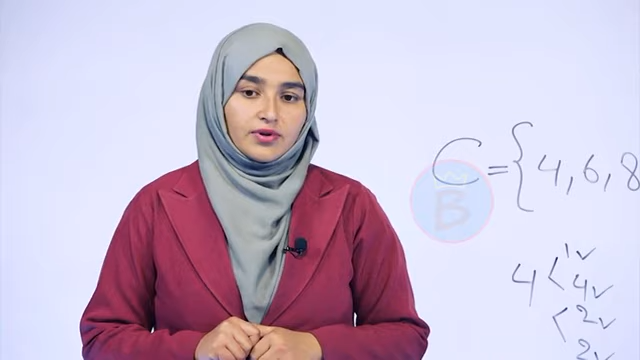 C = {4, 6, 8
B
4 < 1✓
4✓
< 2✓
2✓